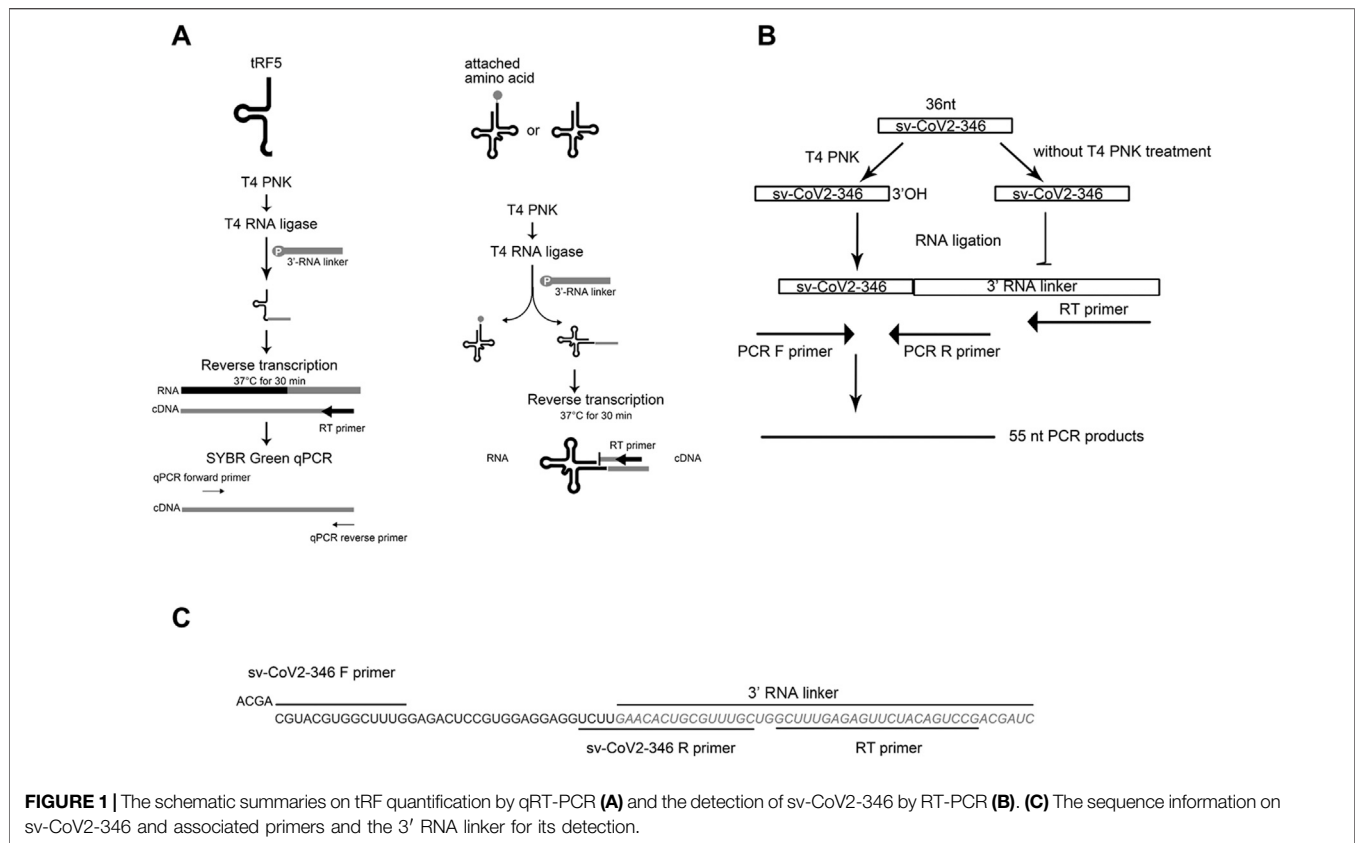 A
tRF5
T4 PNK
T4 RNA ligase
P
3'-RNA linker
Reverse transcription
37°C for 30 min
RNA
cDNA
RT primer
SYBR Green qPCR
qPCR forward primer
cDNA
qPCR reverse primer
attached
amino acid
or
T4 PNK
T4 RNA ligase
P
3'-RNA linker
Reverse transcription
37°C for 30 min
RT primer
RNA
cDNA
B
36nt
sv-CoV2-346
T4 PNK
without T4 PNK treatment
sv-CoV2-346 3'OH
sv-CoV2-346
RNA ligation
sv-CoV2-346
3' RNA linker
RT primer
PCR F primer
PCR R primer
55 nt PCR products
C
sv-CoV2-346 F primer
3' RNA linker
ACGA
CGUACGUGGCUUUGGAGACUCCGUGGAGGAGGUCUUGAACACUGCGUUUGCUGGCUUUGAGAGUUCUACAGUCCGACGAUC
sv-CoV2-346 R primer
RT primer
FIGURE 1 | The schematic summaries on tRF quantification by qRT-PCR (A) and the detection of sv-CoV2-346 by RT-PCR (B). (C) The sequence information on
sv-CoV2-346 and associated primers and the 3′ RNA linker for its detection.